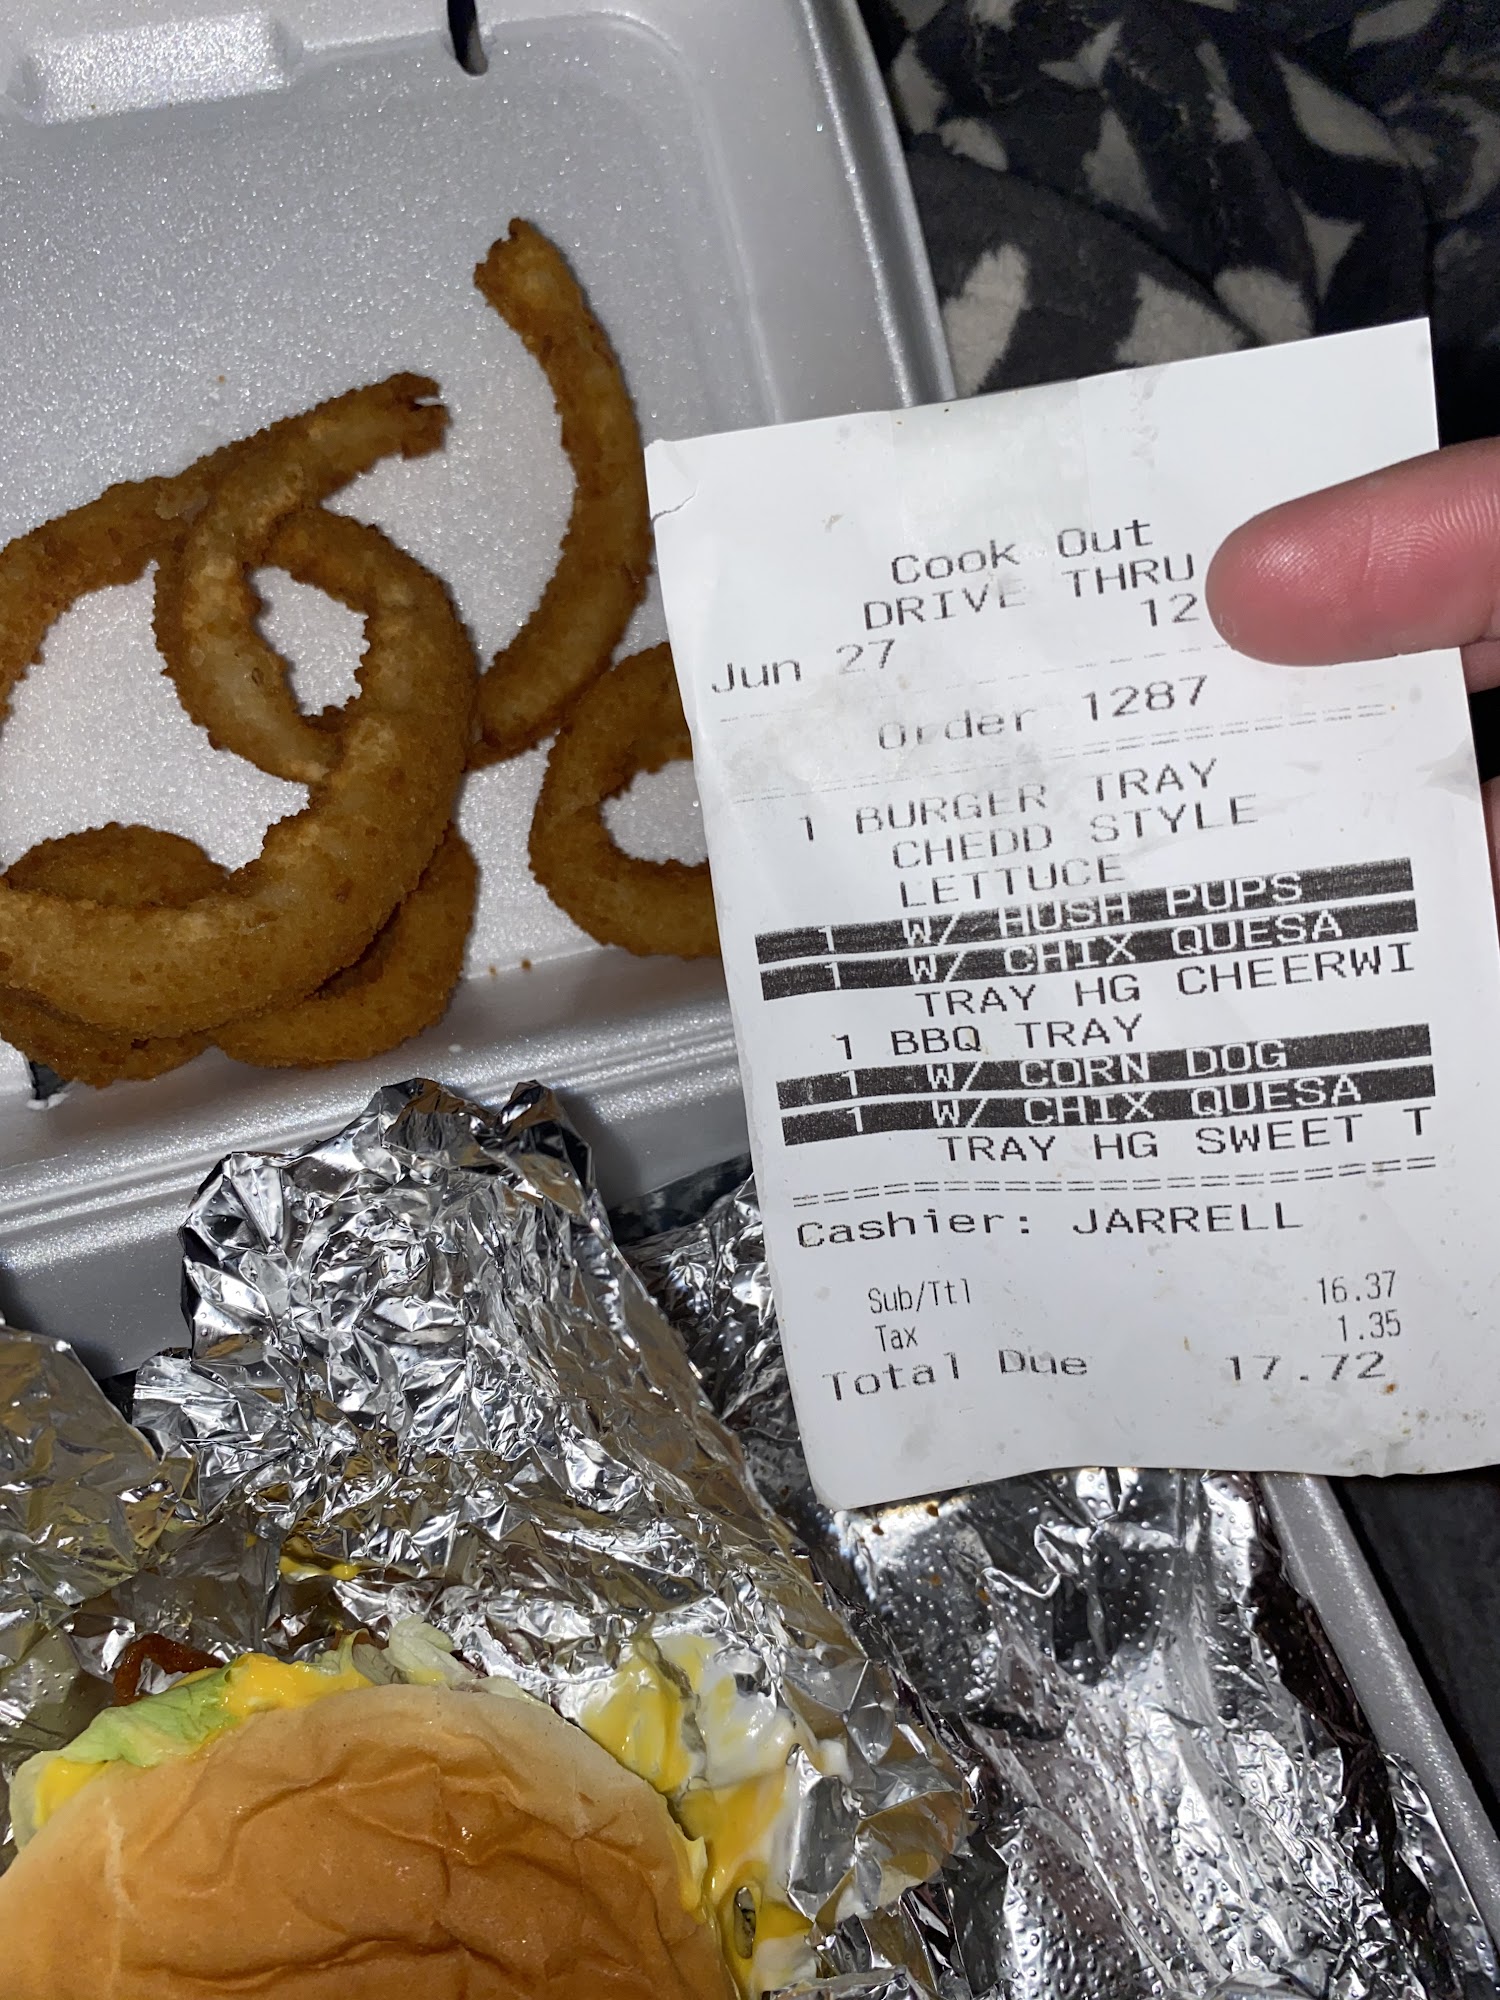 Cook Out
DRIVE THRU
Jun 27 12
Order 1287
1 BURGER TRAY
CHEDD STYLE
LETTUCE
1 W/ HUSH PUPS
1 W/ CHIX QUESA
TRAY HG CHEERWI
1 BBQ TRAY
1 W/ CORN DOG
1 W/ CHIX QUESA
TRAY HG SWEET T
Cashier: JARRELL
Sub/Ttl 16.37
Tax 1.35
Total Due 17.72